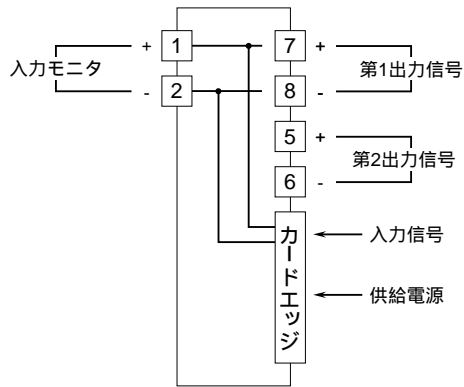 + 1 7 +
入力モニタ 第1出力信号
- 2 8 -
5 +
第2出力信号
6 -
カードエッジ
入力信号
供給電源